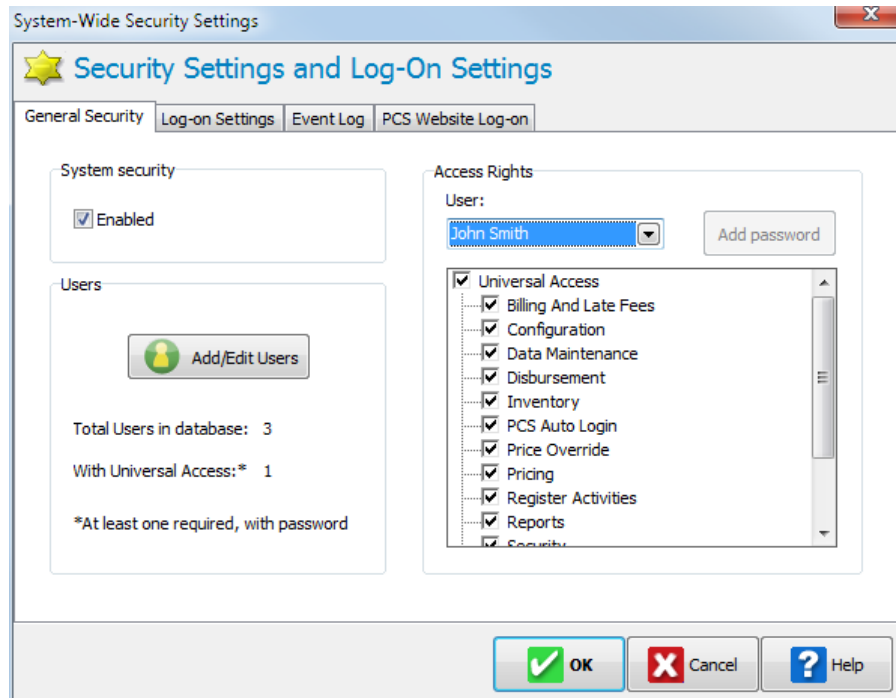 System-Wide Security Settings
Security Settings and Log-On Settings
General Security
Log-on Settings
Event Log
PCS Website Log-on
System security
Enabled
Users
Add/Edit Users
Total Users in database: 3
With Universal Access:* 1
*At least one required, with password
Access Rights
User:
John Smith
Add password
Universal Access
Billing And Late Fees
Configuration
Data Maintenance
Disbursement
Inventory
PCS Auto Login
Price Override
Pricing
Register Activities
Reports
Security
OK
Cancel
Help